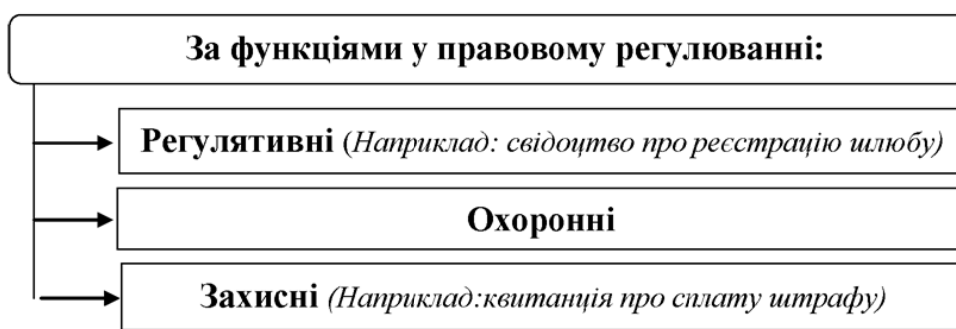 За функціями у правовому регулюванні:
Регулятивні (Наприклад: свідоцтво про реєстрацію шлюбу)
Охоронні
Захисні (Наприклад:квитанція про сплату штрафу)